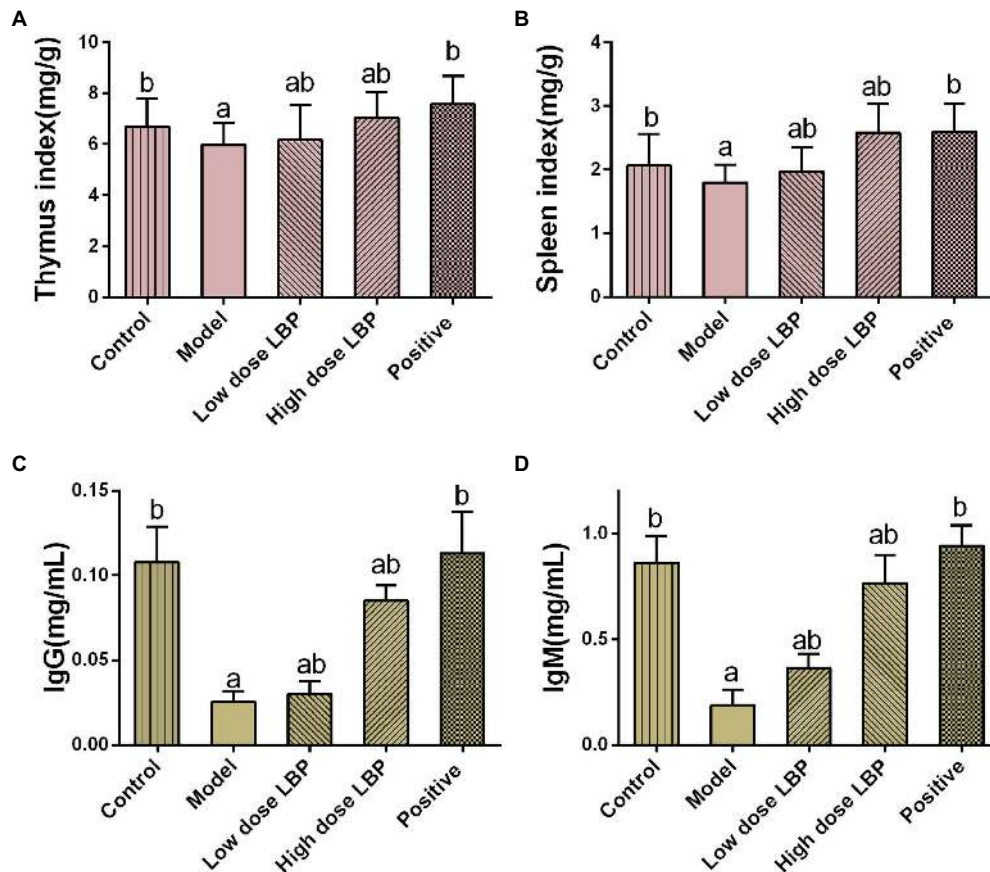 A
Thymus index(mg/g)
10
8
6
4
2
0
b
a
ab
ab
b
Control
Model
Low dose LBP
High dose LBP
Positive
B
Spleen index(mg/g)
4
3
2
1
0
b
a
ab
ab
b
Control
Model
Low dose LBP
High dose LBP
Positive
C
IgG(mg/mL)
0.15
0.10
0.05
0.00
b
a
ab
ab
b
Control
Model
Low dose LBP
High dose LBP
Positive
D
IgM(mg/mL)
1.0
0.5
0.0
b
a
ab
ab
b
Control
Model
Low dose LBP
High dose LBP
Positive